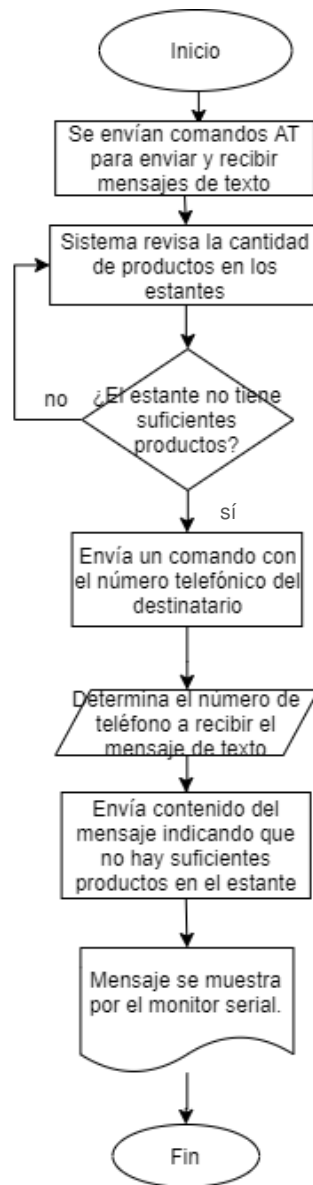 Inicio
Se envían comandos AT
para enviar y recibir
mensajes de texto
Sistema revisa la cantidad
de productos en los
estantes
no
¿El estante no tiene
suficientes
productos?
sí
Envía un comando con
el número telefónico del
destinatario
Determina el número de
teléfono a recibir el
mensaje de texto
Envía contenido del
mensaje indicando que
no hay suficientes
productos en el estante
Mensaje se muestra
por el monitor serial.
Fin